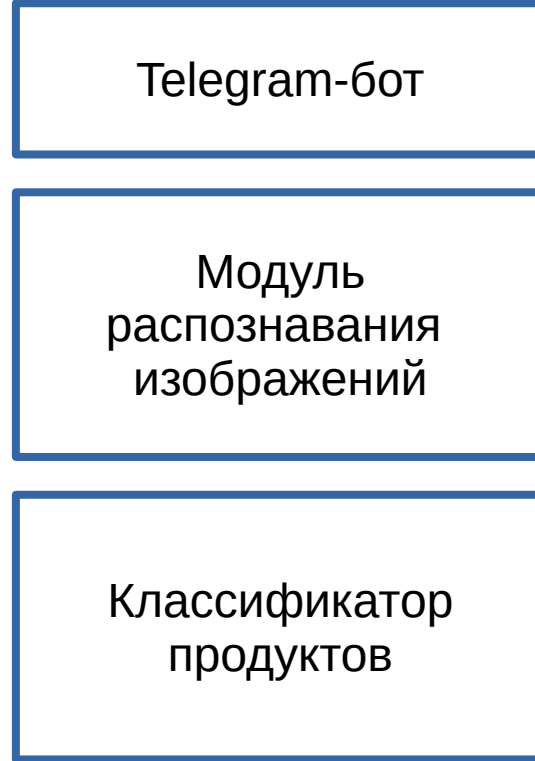 Telegram-бот
Модуль
распознавания
изображений
Классификатор
продуктов